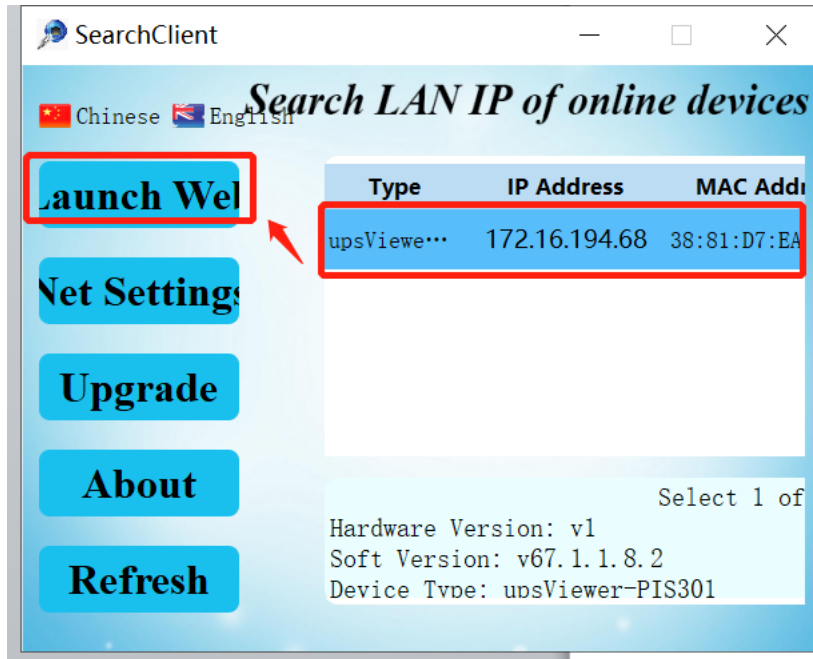 SearchClient
Chinese English
Search LAN IP of online devices
Launch Web
Type IP Address MAC Addr
upsViewe… 172.16.194.68 38:81:D7:EA
Net Settings
Upgrade
About
Refresh
Select 1 of
Hardware Version: v1
Soft Version: v67.1.1.8.2
Device Type: upsViewer-PIS301